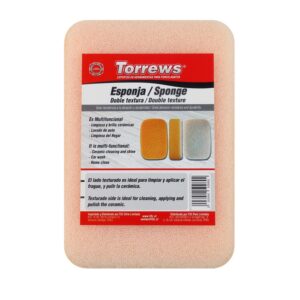 Torrews®
Esponja / Sponge
Doble textura / Double texture
Es Multifuncional
- Limpieza y brillo cerámicas
- Lavado de auto
- Limpieza del Hogar
It is multi-functional:
- Ceramic cleaning and shine
- Car wash
- Home clean
El lado texturado es ideal para limpiar y aplicar el
fragua, y pulir la cerámica.
Texturado side is ideal for cleaning, applying
and polish the ceramic.